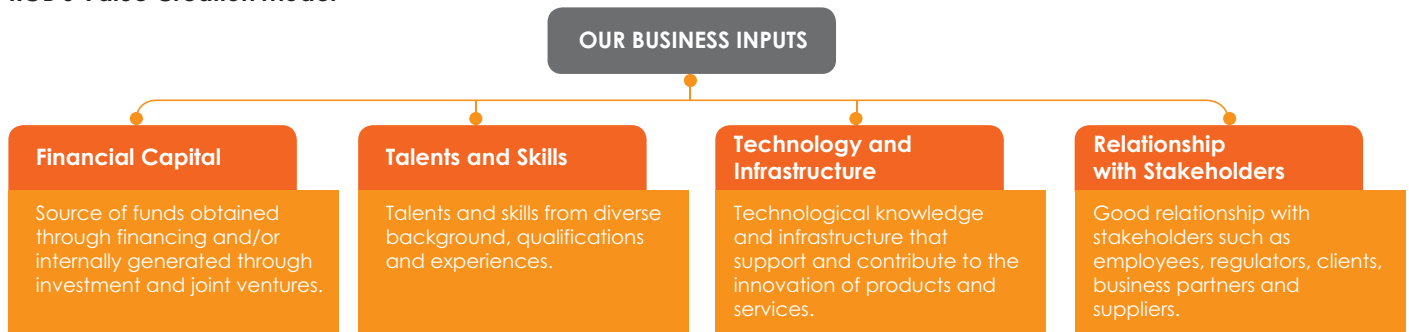 Value Creation Model
OUR BUSINESS INPUTS
Financial Capital
Source of funds obtained
through financing and/or
internally generated through
investment and joint ventures.
Talents and Skills
Talents and skills from diverse
background, qualifications
and experiences.
Technology and
Infrastructure
Technological knowledge
and infrastructure that
support and contribute to the
innovation of products and
services.
Relationship
with Stakeholders
Good relationship with
stakeholders such as
employees, regulators, clients,
business partners and
suppliers.